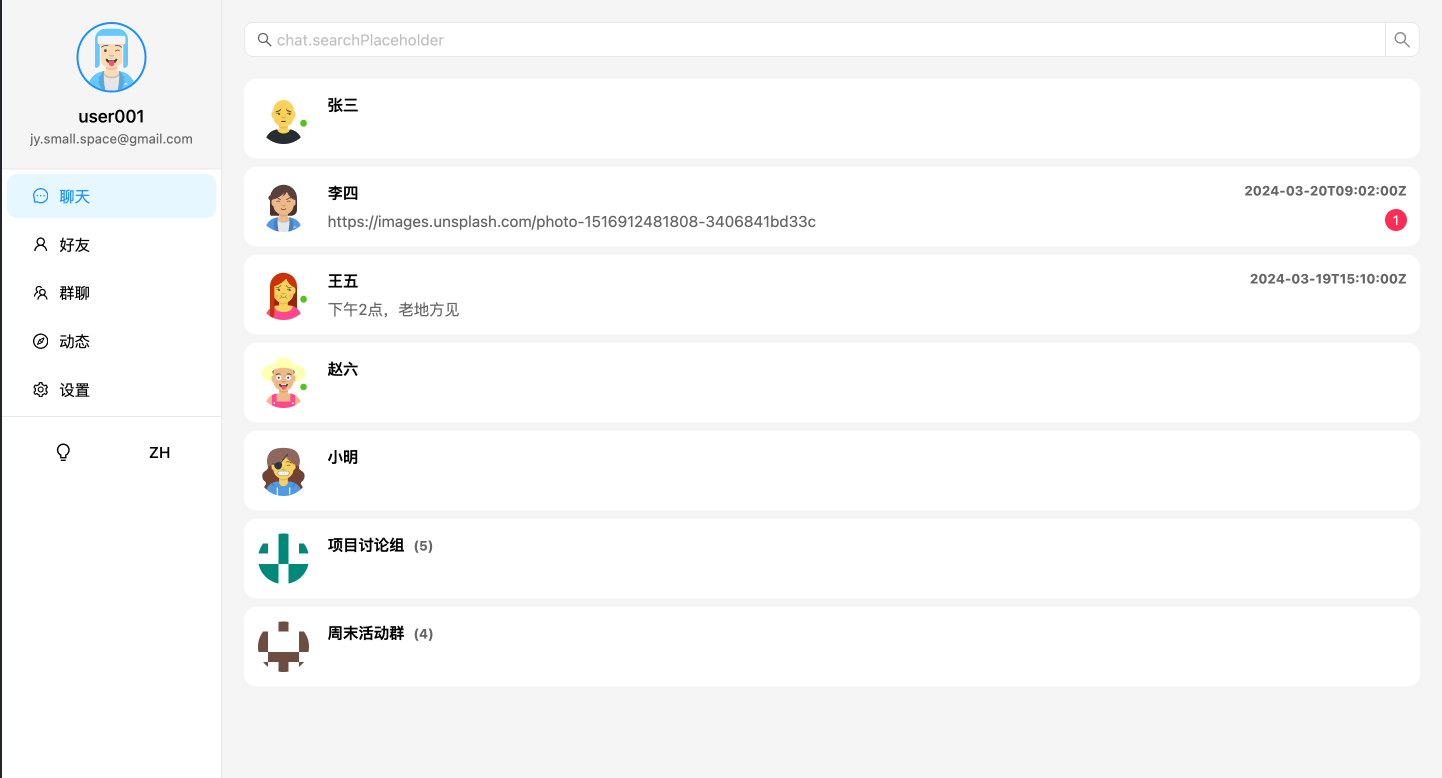 user001
jy.small.space@gmail.com
聊天
好友
群聊
动态
设置
ZH
chat.searchPlaceholder
张三
李四
2024-03-20T09:02:00Z
https://images.unsplash.com/photo-1516912481808-3406841bd33c
1
王五
2024-03-19T15:10:00Z
下午2点，老地方见
赵六
小明
项目讨论组 (5)
周末活动群 (4)